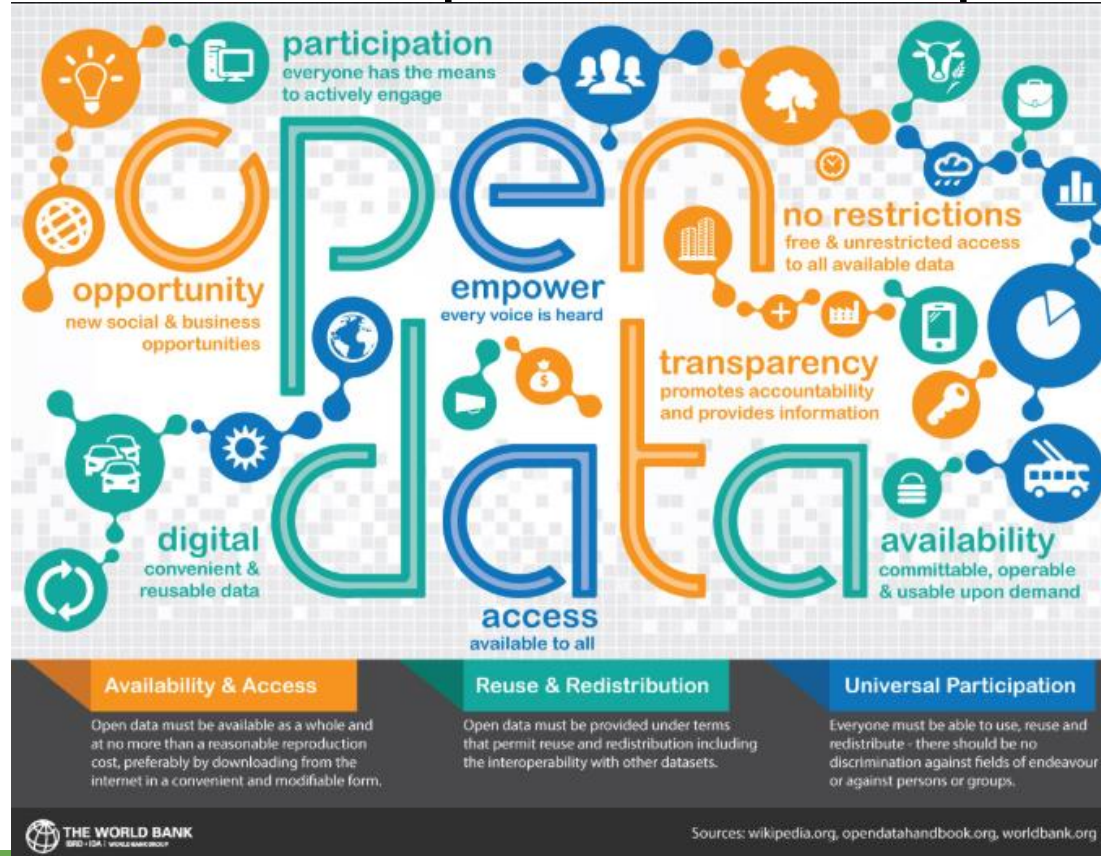 participation
everyone has the means
to actively engage
open
no restrictions
free & unrestricted access
to all available data
opportunity
new social & business
opportunities
empower
every voice is heard
transparency
promotes accountability
and provides information
data
digital
convenient &
reusable data
access
available to all
availability
committable, operable
& usable upon demand
Availability & Access
Open data must be available as a whole and
at no more than a reasonable reproduction
cost, preferably by downloading from the
internet in a convenient and modifiable form.
Reuse & Redistribution
Open data must be provided under terms
that permit reuse and redistribution including
the interoperability with other datasets.
Universal Participation
Everyone must be able to use, reuse and
redistribute - there should be no
discrimination against fields of endeavour
or against persons or groups.
THE WORLD BANK
IBRD • IDA | WORLD BANK GROUP
Sources: wikipedia.org, opendatahandbook.org, worldbank.org